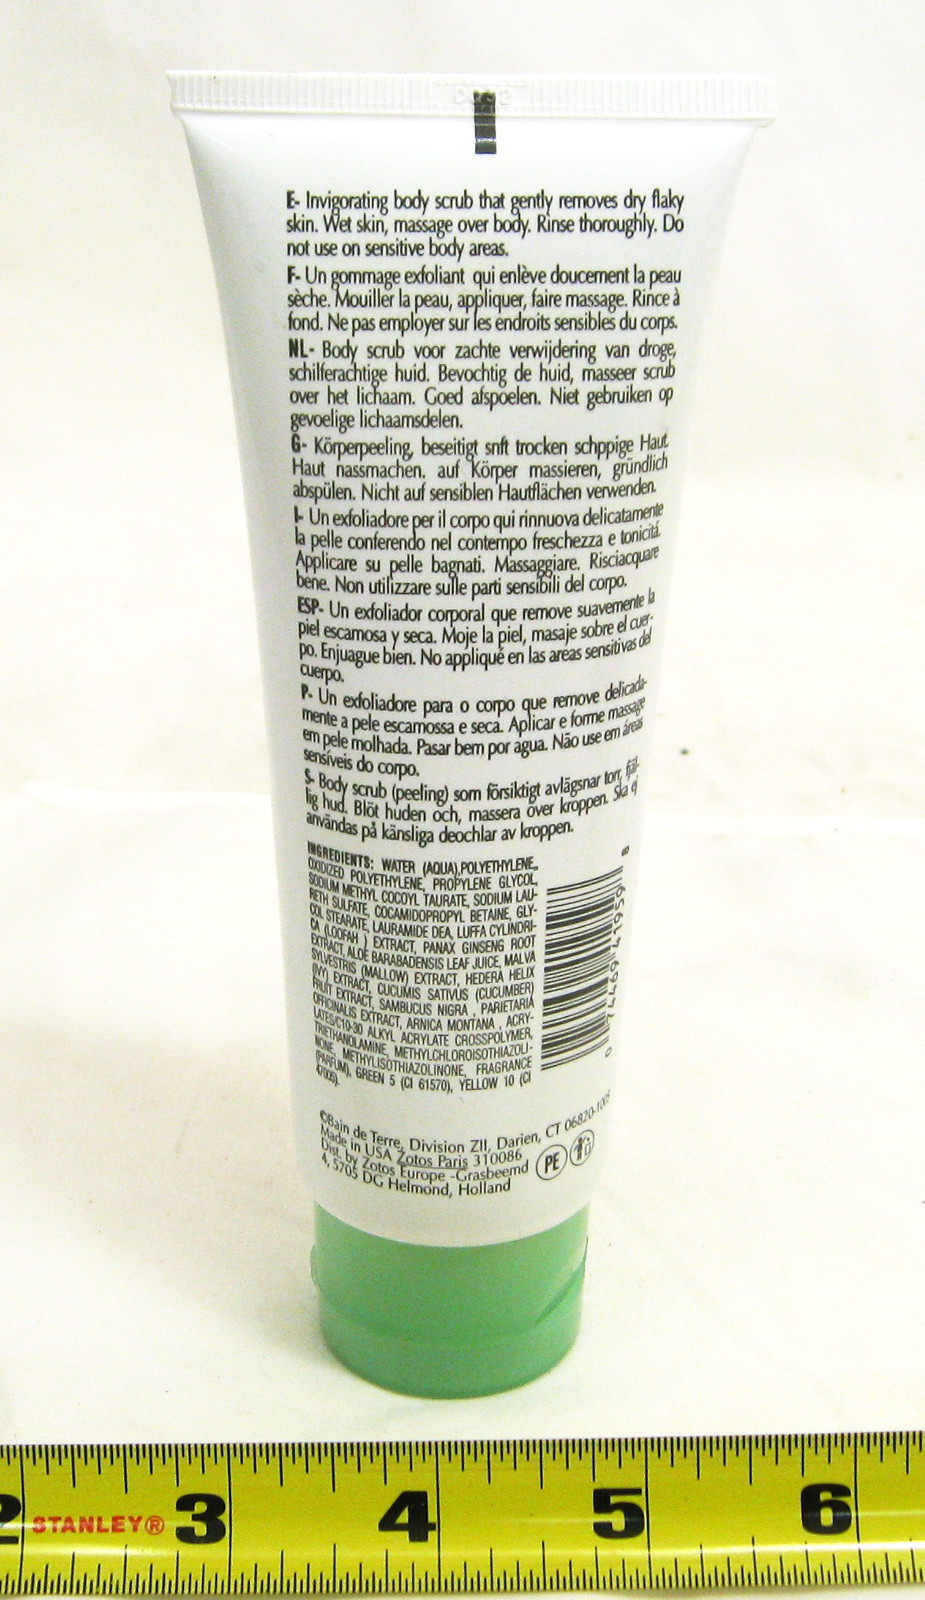 E- Invigorating body scrub that gently removes dry flaky
skin. Wet skin, massage over body. Rinse thoroughly. Do
not use on sensitive body areas.
F- Un gommage exfoliant qui enlève doucement la peau
sèche. Mouiller la peau, appliquer, faire massage. Rince à
fond. Ne pas employer sur les endroits sensibles du corps.
NL- Body scrub voor zachte verwijdering van droge,
schilferachtige huid. Bevochtig de huid, masseer scrub
over het lichaam. Goed afspoelen. Niet gebruiken op
gevoelige lichaamsdelen.
G- Körperpeeling, beseitigt snft trocken schppige Haut.
Haut nassmachen. auf Körper massieren, gründlich
abspülen. Nicht auf sensiblen Hautflächen verwenden.
I- Un exfoliadore per il corpo qui rinnuova delicatamente
la pelle conferendo nel contempo freschezza e tonicitá.
Applicare su pelle bagnati. Massaggiare. Risciacquare
bene. Non utilizzare sulle parti sensibili del corpo.
ESP- Un exfoliador corporal que remove suavemente la
piel escamosa y seca. Moje la piel, masaje sobre el cuer-
po. Enjuague bien. No appliqué en las areas sensitivas del
cuerpo.
P- Un exfoliadore para o corpo que remove delicada-
mente a pele escamossa e seca. Aplicar e forme massage
em pele molhada. Pasar bem por agua. Não use em áreas
sensíveis do corpo.
S- Body scrub (peeling) som försiktigt avlägsnar torr, fjäl-
lig hud. Blöt huden och, massera över kroppen. Ska ej
användas på känsliga deochlar av kroppen.
INGREDIENTS: WATER (AQUA),POLYETHYLENE,
OXIDIZED POLYETHYLENE, PROPYLENE GLYCOL,
SODIUM METHYL COCOYL TAURATE, SODIUM LAU-
RETH SULFATE, COCAMIDOPROPYL BETAINE, GLY-
COL STEARATE, LAURAMIDE DEA, LUFFA CYLINDRI-
CA (LOOFAH ) EXTRACT, PANAX GINSENG ROOT
EXTRACT, ALOE BARABADENSIS LEAF JUICE, MALVA
SYLVESTRIS (MALLOW) EXTRACT, HEDERA HELIX
(IVY) EXTRACT, CUCUMIS SATIVUS (CUCUMBER)
FRUIT EXTRACT, SAMBUCUS NIGRA , PARIETARIA
OFFICINALIS EXTRACT, ARNICA MONTANA , ACRY-
LATES/C10-30 ALKYL ACRYLATE CROSSPOLYMER,
TRIETHANOLAMINE, METHYLCHLOROISOTHIAZOLI-
NONE, METHYLISOTHIAZOLINONE, FRAGRANCE
(PARFUM), GREEN 5 (CI 61570), YELLOW 10 (CI
47005).
0 74469 41959 8
©Bain de Terre, Division ZII, Darien, CT 06820-1005
Made in USA Zotos Paris 310086
Dist. by Zotos Europe -Grasbeemd
4, 5705 DG Helmond, Holland
PE
2 STANLEY® 3 4 5 6